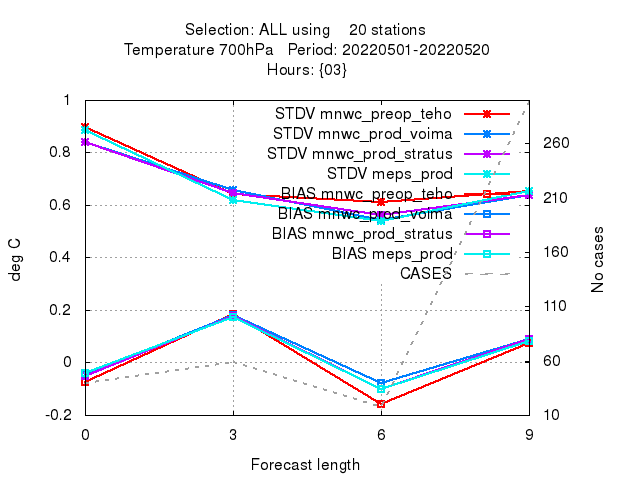 Selection: ALL using 20 stations
Temperature 700hPa Period: 20220501-20220520
Hours: {03}
1
0.8
0.6
0.4
0.2
0
-0.2
deg C
STDV mnwc_preop_teho
STDV mnwc_prod_voima
STDV mnwc_prod_stratus
STDV meps_prod
BIAS mnwc_preop_teho
BIAS mnwc_prod_voima
BIAS mnwc_prod_stratus
BIAS meps_prod
CASES
260
210
160
110
60
10
No cases
0 3 6 9
Forecast length